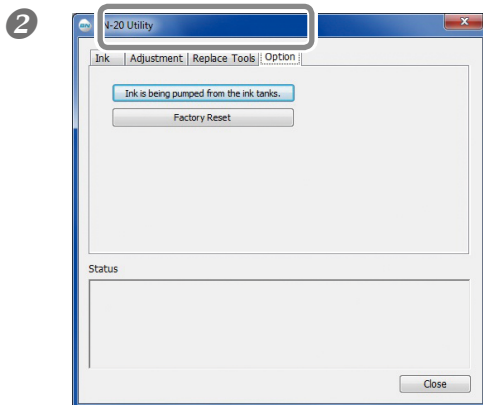 2
N-20 Utility
Ink Adjustment Replace Tools Option
Ink is being pumped from the ink tanks.
Factory Reset
Status
Close